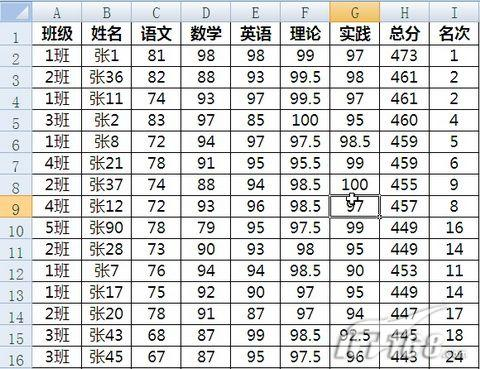 A B C D E F G H I
1 班级 姓名 语文 数学 英语 理论 实践 总分 名次
2 1班 张1 81 98 98 99 97 473 1
3 2班 张36 82 88 93 99.5 98 461 2
4 1班 张11 74 93 97 99.5 97 461 2
5 3班 张2 83 97 85 100 95 460 4
6 1班 张8 72 94 97 97.5 98.5 459 5
7 4班 张21 78 91 95 95.5 99 459 6
8 2班 张37 74 88 94 98.5 100 455 9
9 4班 张12 72 93 96 98.5 97 457 8
10 5班 张90 78 79 95 97.5 99 449 16
11 2班 张28 73 90 93 98 95 449 14
12 1班 张7 76 94 94 98.5 90 453 11
13 1班 张17 75 92 90 97 95 449 14
14 2班 张20 78 91 87 97 94 447 17
15 3班 张43 68 87 99 98.5 92.5 445 18
16 3班 张45 67 87 95 97.5 96 443 24